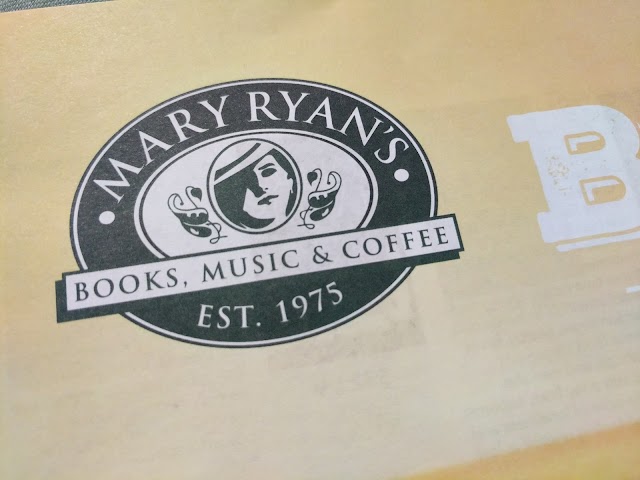 MARY RYAN'S
BOOKS, MUSIC & COFFEE
EST. 1975
B